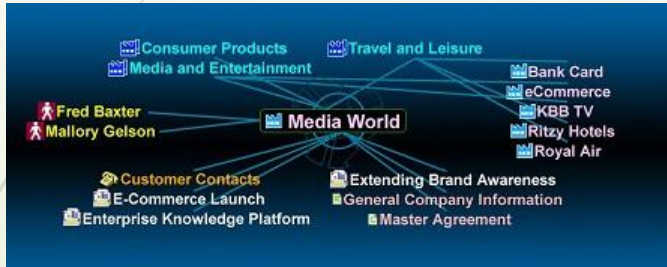 Consumer Products
Travel and Leisure
Media and Entertainment
Bank Card
eCommerce
Fred Baxter
KBB TV
Media World
Mallory Gelson
Ritzy Hotels
Royal Air
Customer Contacts
Extending Brand Awareness
E-Commerce Launch
General Company Information
Enterprise Knowledge Platform
Master Agreement